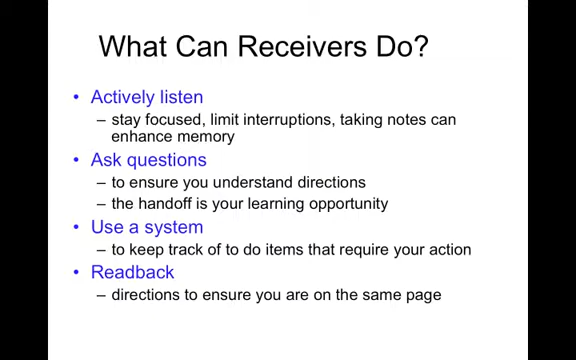 What Can Receivers Do?
• Actively listen
– stay focused, limit interruptions, taking notes can
enhance memory
• Ask questions
– to ensure you understand directions
– the handoff is your learning opportunity
• Use a system
– to keep track of to do items that require your action
• Readback
– directions to ensure you are on the same page